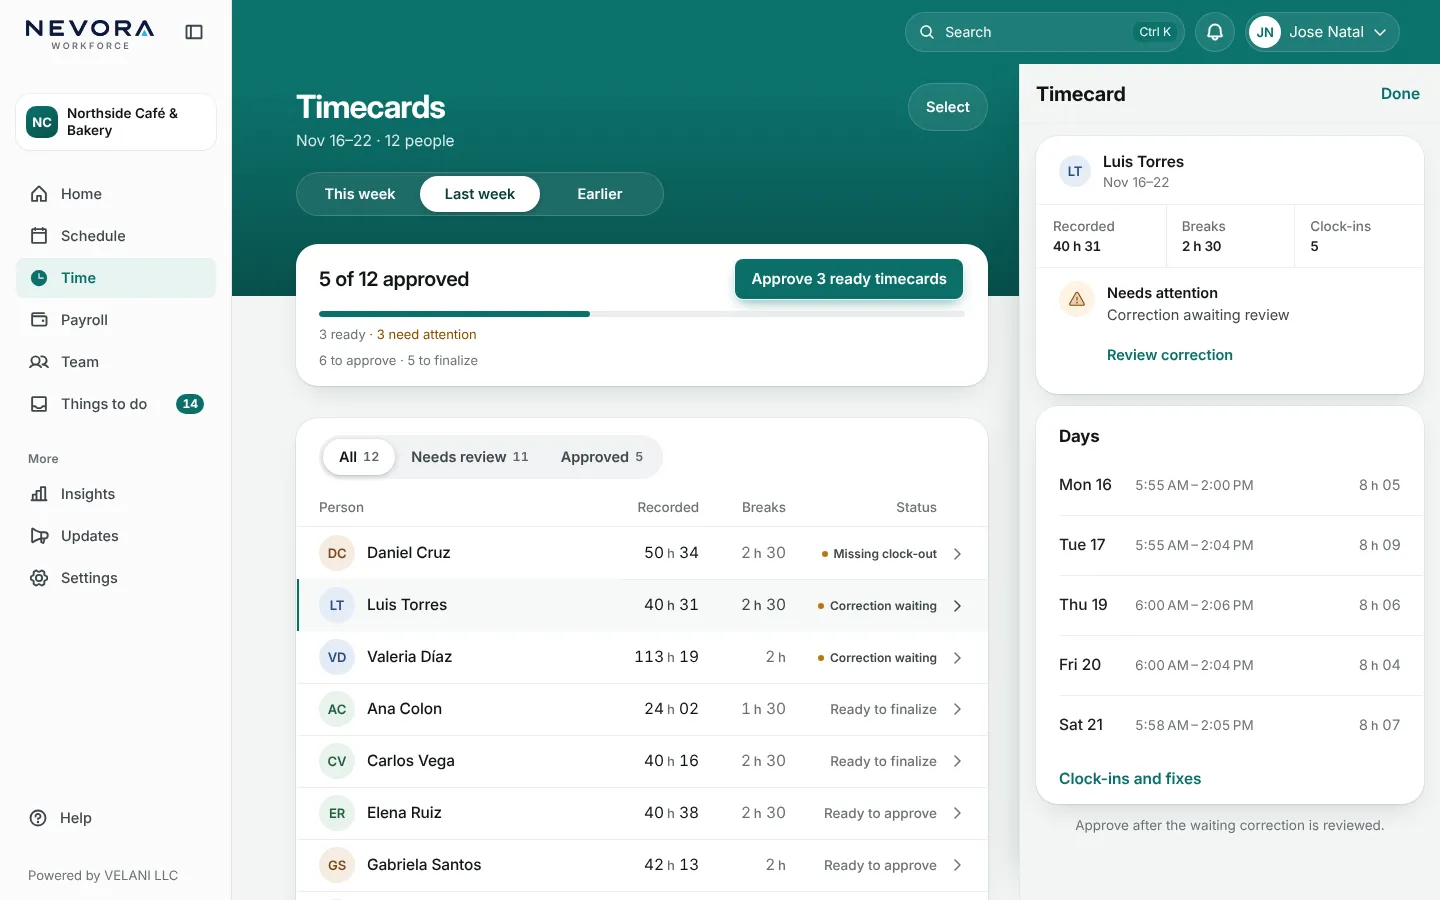 NEVORA
WORKFORCE
NC
Northside Café &
Bakery
Home
Schedule
Time
Payroll
Team
Things to do 14
More
Insights
Updates
Settings
Help
Powered by VELANI LLC
Search Ctrl K
JN Jose Natal
Timecards
Nov 16–22 · 12 people
Select
This week Last week Earlier
5 of 12 approved
Approve 3 ready timecards
3 ready · 3 need attention
6 to approve · 5 to finalize
All 12 Needs review 11 Approved 5
Person Recorded Breaks Status
DC Daniel Cruz 50 h 34 2 h 30 Missing clock-out
LT Luis Torres 40 h 31 2 h 30 Correction waiting
VD Valeria Díaz 113 h 19 2 h Correction waiting
AC Ana Colon 24 h 02 1 h 30 Ready to finalize
CV Carlos Vega 40 h 16 2 h 30 Ready to finalize
ER Elena Ruiz 40 h 38 2 h 30 Ready to approve
GS Gabriela Santos 42 h 13 2 h Ready to approve
Timecard Done
LT
Luis Torres
Nov 16–22
Recorded Breaks Clock-ins
40 h 31 2 h 30 5
Needs attention
Correction awaiting review
Review correction
Days
Mon 16 5:55 AM – 2:00 PM 8 h 05
Tue 17 5:55 AM – 2:04 PM 8 h 09
Thu 19 6:00 AM – 2:06 PM 8 h 06
Fri 20 6:00 AM – 2:04 PM 8 h 04
Sat 21 5:58 AM – 2:05 PM 8 h 07
Clock-ins and fixes
Approve after the waiting correction is reviewed.